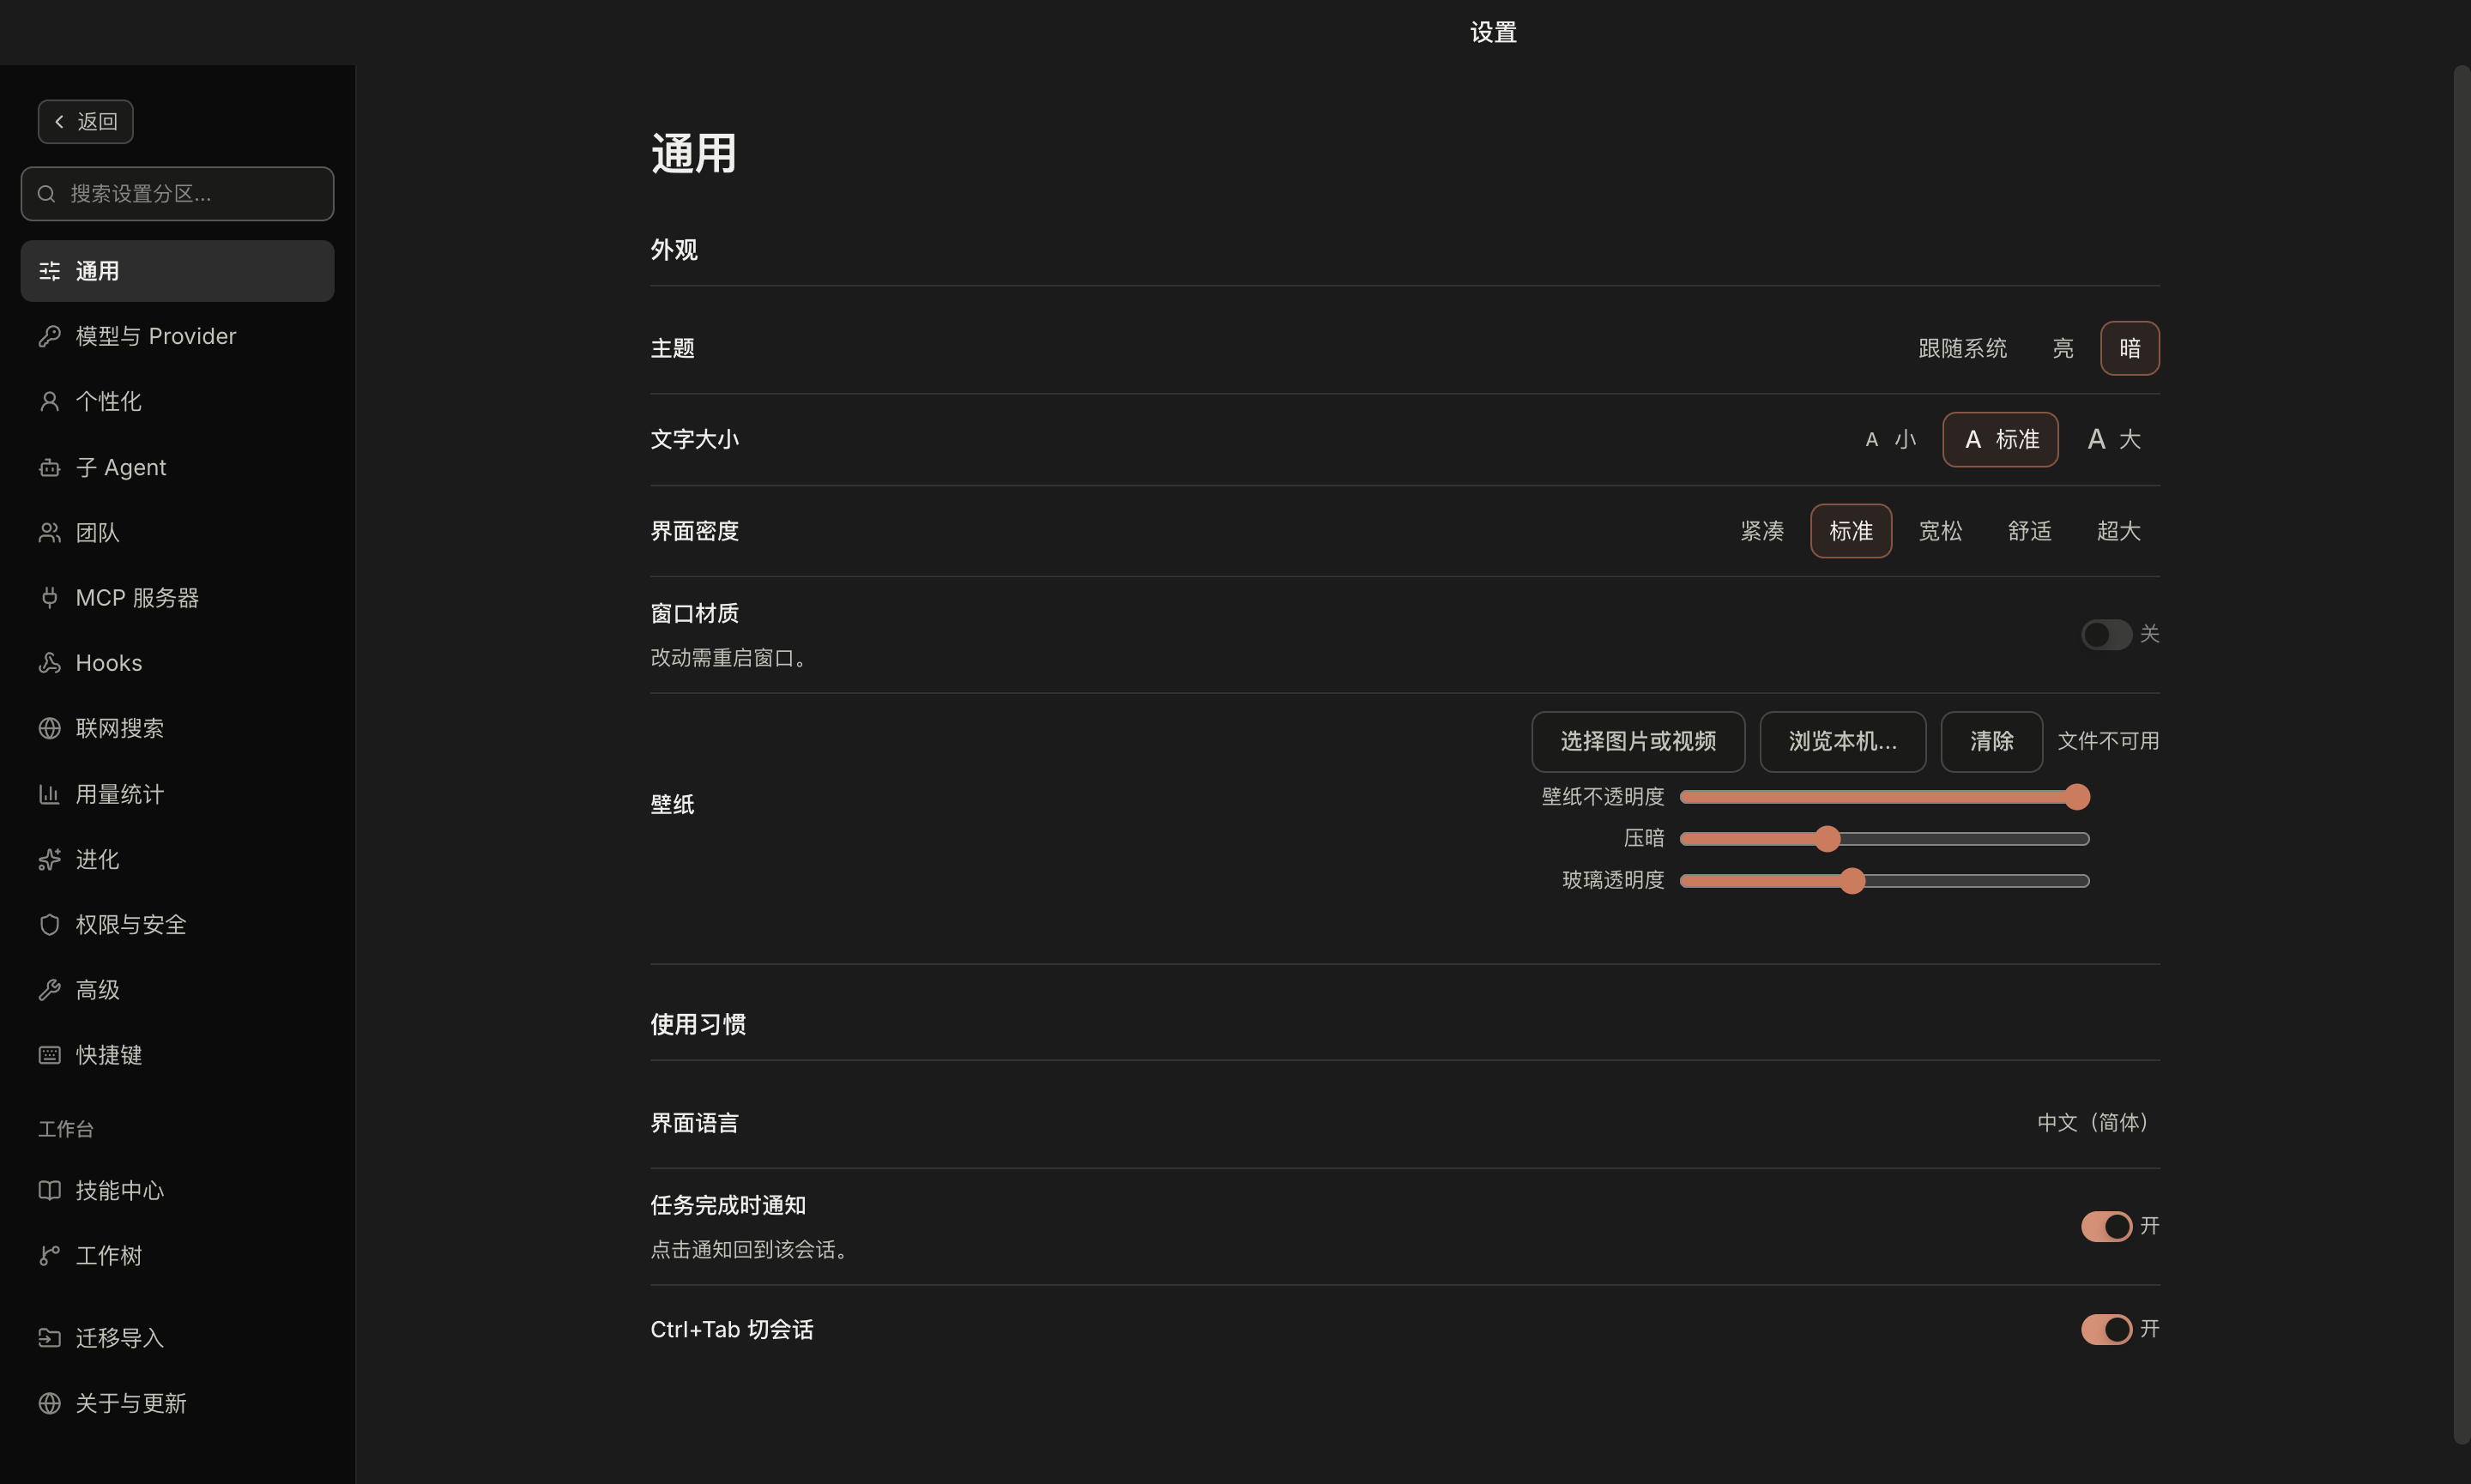 设置
返回
搜索设置分区...
通用
模型与 Provider
个性化
子 Agent
团队
MCP 服务器
Hooks
联网搜索
用量统计
进化
权限与安全
高级
快捷键
工作台
技能中心
工作树
迁移导入
关于与更新
通用
外观
主题
跟随系统 亮 暗
文字大小
A 小 A 标准 A 大
界面密度
紧凑 标准 宽松 舒适 超大
窗口材质
改动需重启窗口。
关
壁纸
选择图片或视频 浏览本机... 清除 文件不可用
壁纸不透明度
压暗
玻璃透明度
使用习惯
界面语言
中文（简体）
任务完成时通知
点击通知回到该会话。
开
Ctrl+Tab 切会话
开